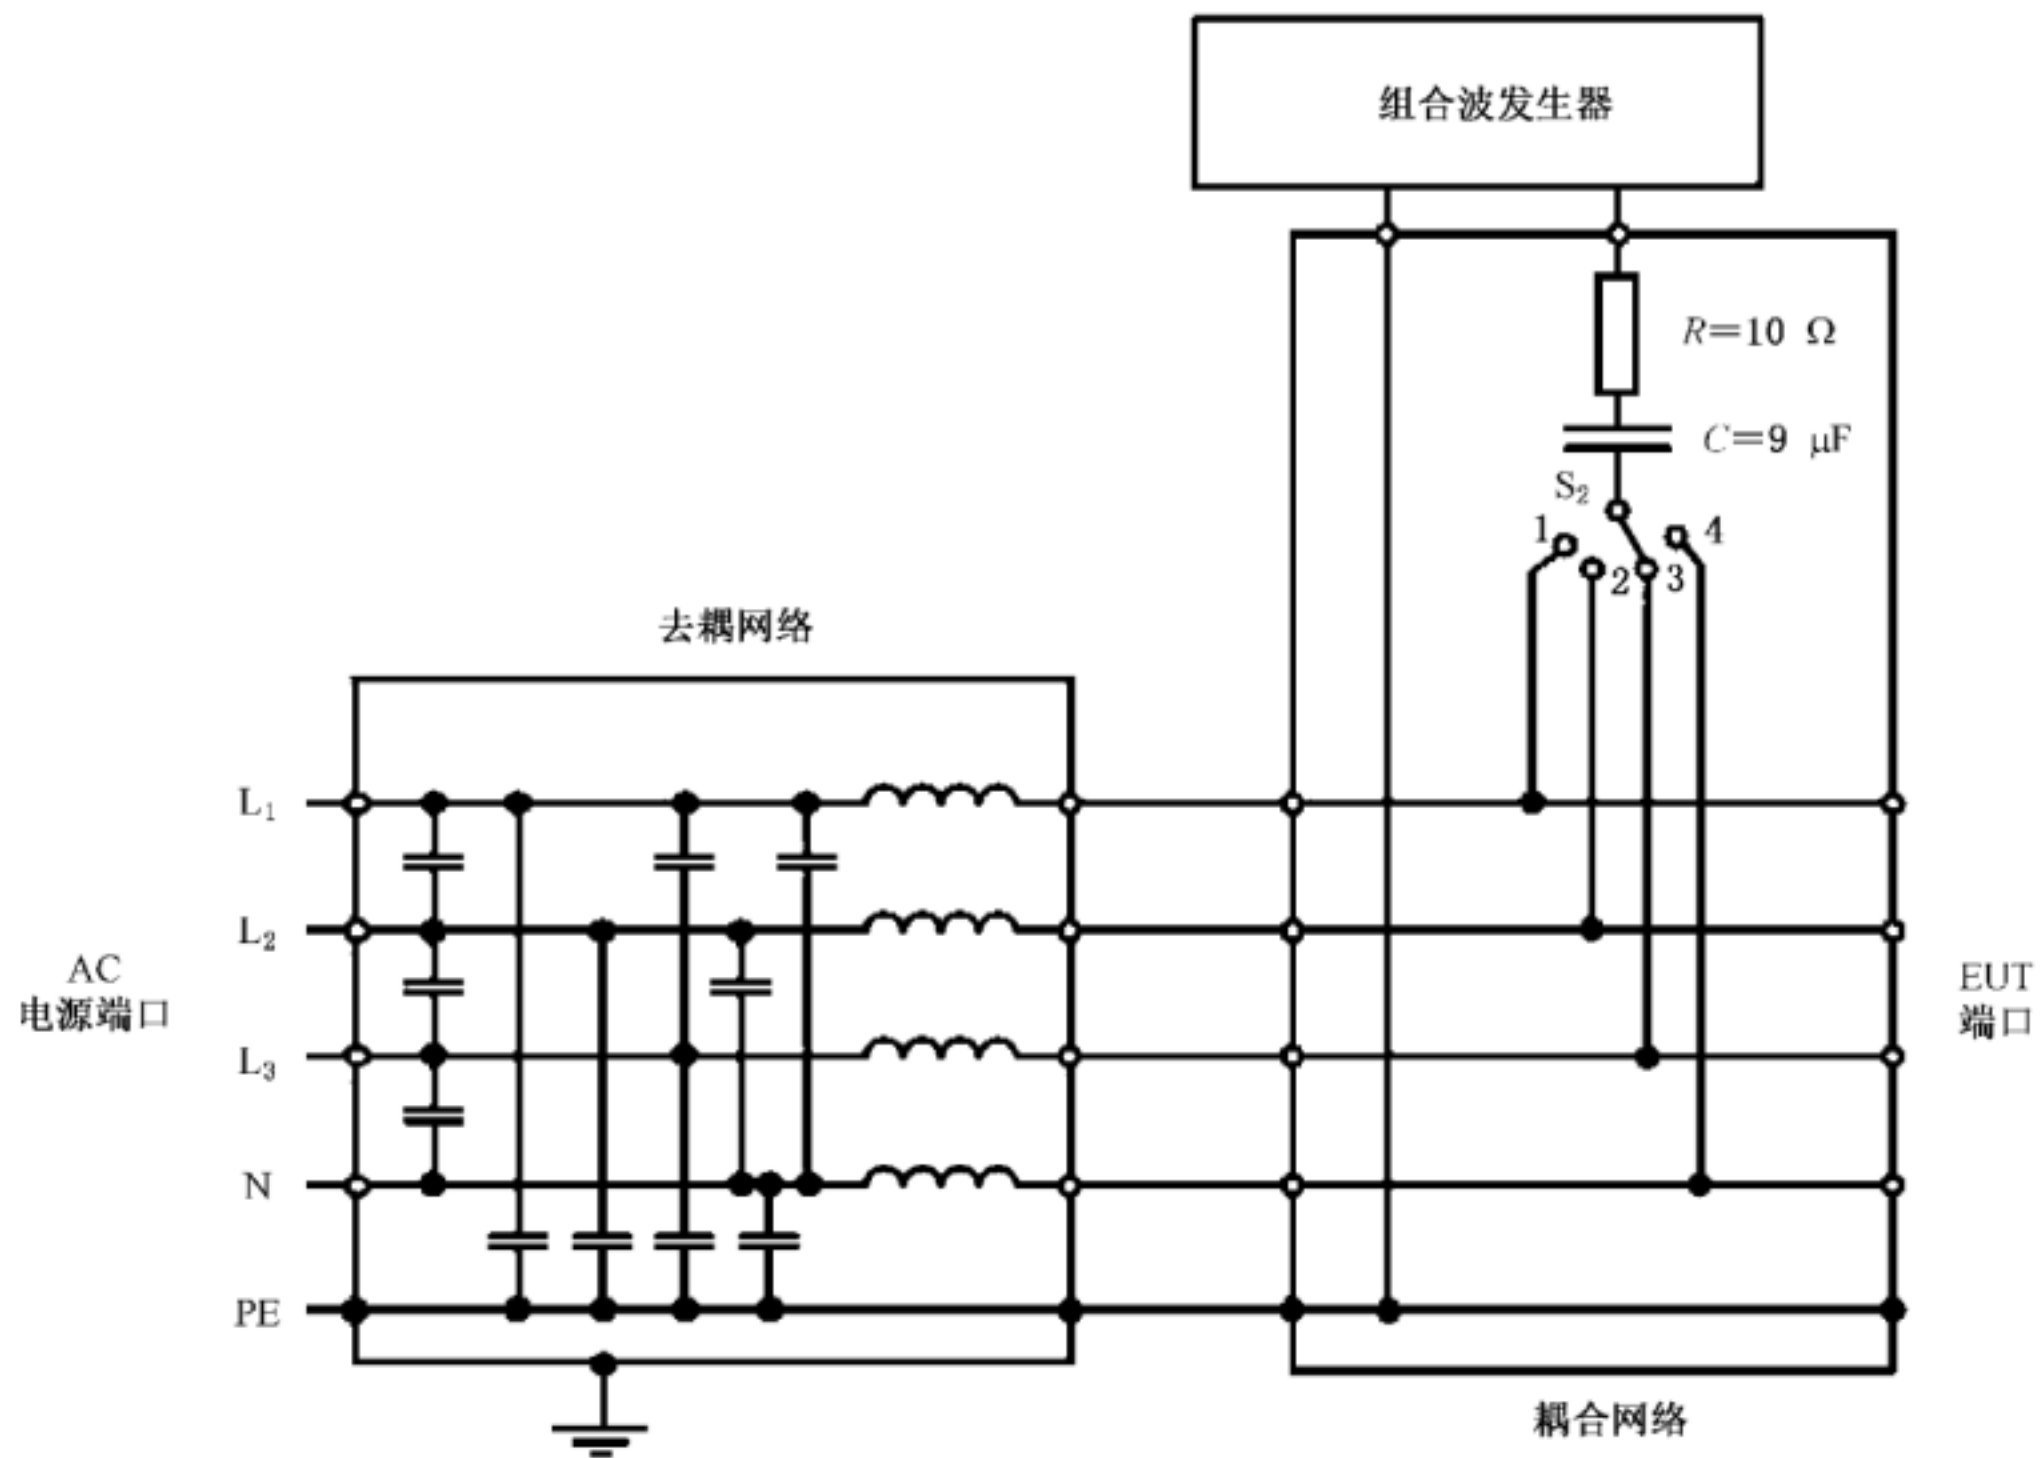 组合波发生器
R=10 Ω
C=9 μF
S₂
1
4
2
3
去耦网络
L₁
L₂
AC
电源端口
EUT
端口
L₃
N
PE
耦合网络